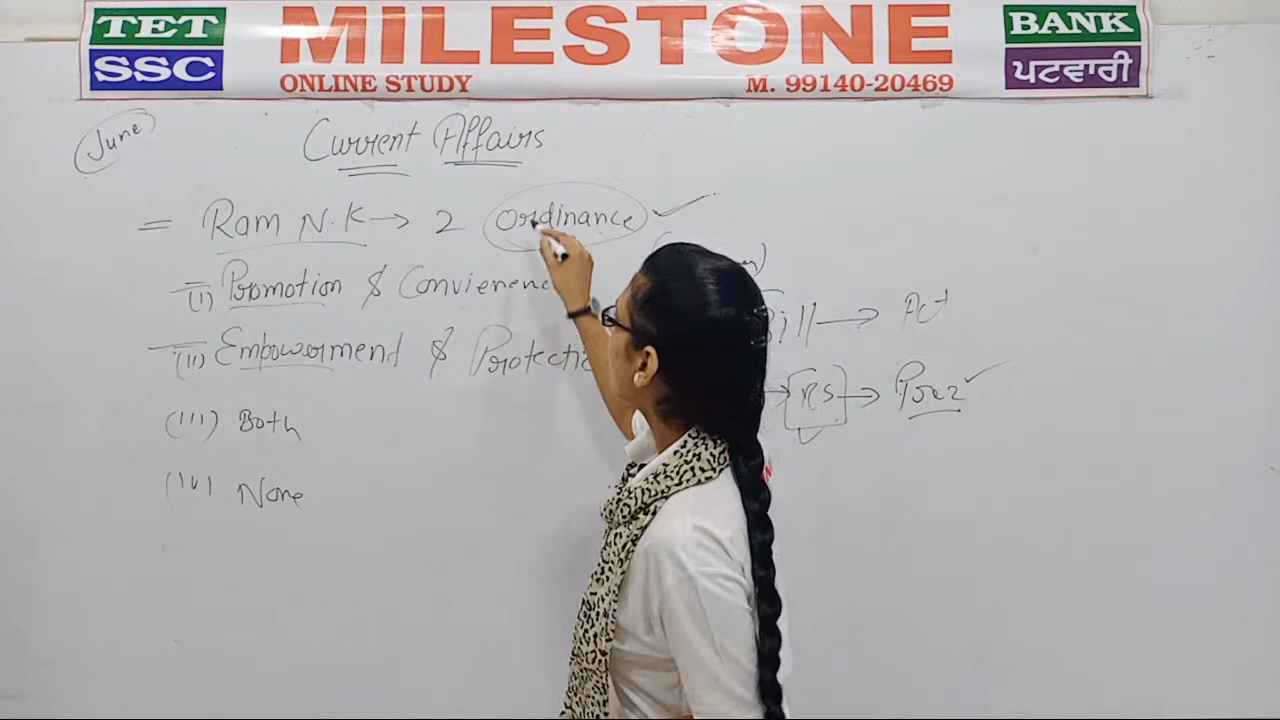 TET
SSC
MILESTONE
ONLINE STUDY M. 99140-20469
BANK
ਪਟਵਾਰੀ
June
Current Affairs
= Ram N.K → 2 Ordinance ✓
(i) Promotion & Convienenc
(ii) Empowerment & Protectio
(iii) Both
(iv) None
Bill → Act
→ [RS] → Prez ✓